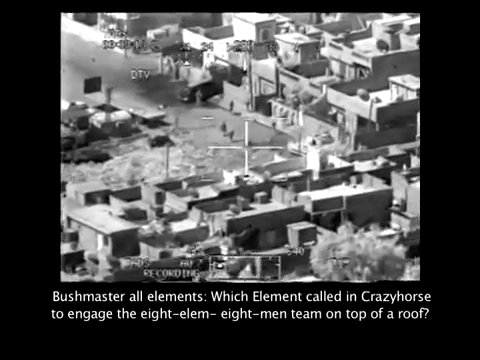 DTV
RECORDING
Bushmaster all elements: Which Element called in Crazyhorse
to engage the eight-elem- eight-men team on top of a roof?